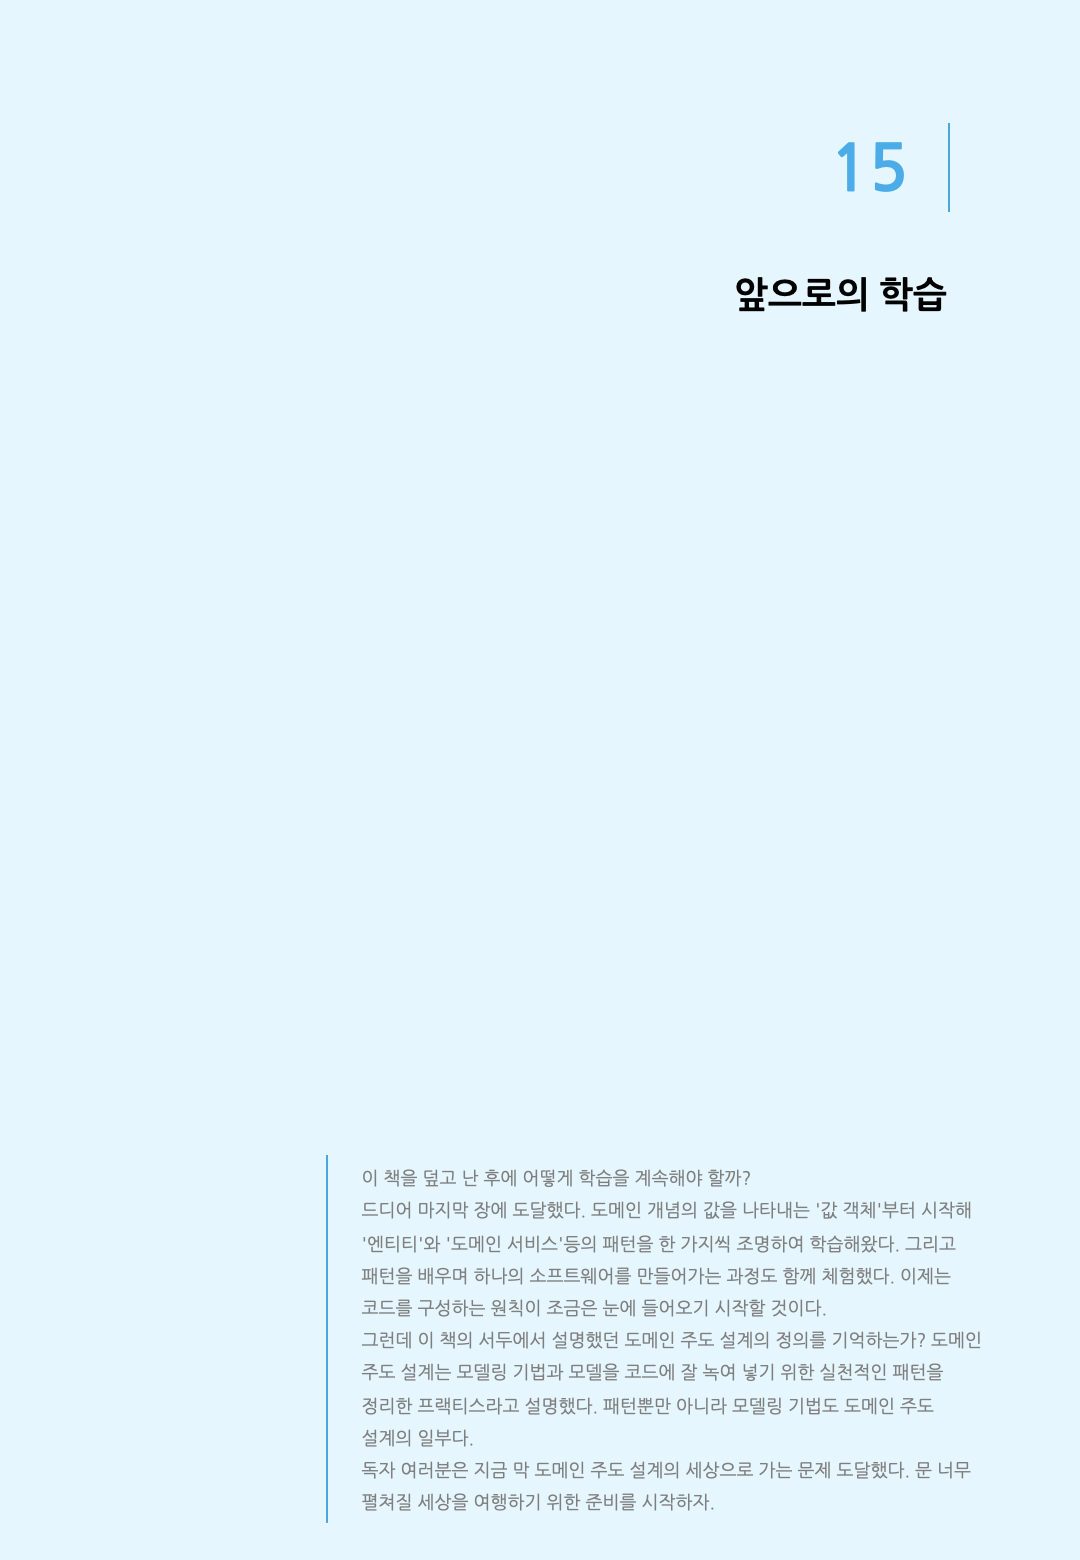 15
앞으로의 학습
이 책을 덮고 난 후에 어떻게 학습을 계속해야 할까?
드디어 마지막 장에 도달했다. 도메인 개념의 값을 나타내는 '값 객체'부터 시작해
'엔티티'와 '도메인 서비스'등의 패턴을 한 가지씩 조명하여 학습해왔다. 그리고
패턴을 배우며 하나의 소프트웨어를 만들어가는 과정도 함께 체험했다. 이제는
코드를 구성하는 원칙이 조금은 눈에 들어오기 시작할 것이다.
그런데 이 책의 서두에서 설명했던 도메인 주도 설계의 정의를 기억하는가? 도메인
주도 설계는 모델링 기법과 모델을 코드에 잘 녹여 넣기 위한 실천적인 패턴을
정리한 프랙티스라고 설명했다. 패턴뿐만 아니라 모델링 기법도 도메인 주도
설계의 일부다.
독자 여러분은 지금 막 도메인 주도 설계의 세상으로 가는 문제 도달했다. 문 너무
펼쳐질 세상을 여행하기 위한 준비를 시작하자.